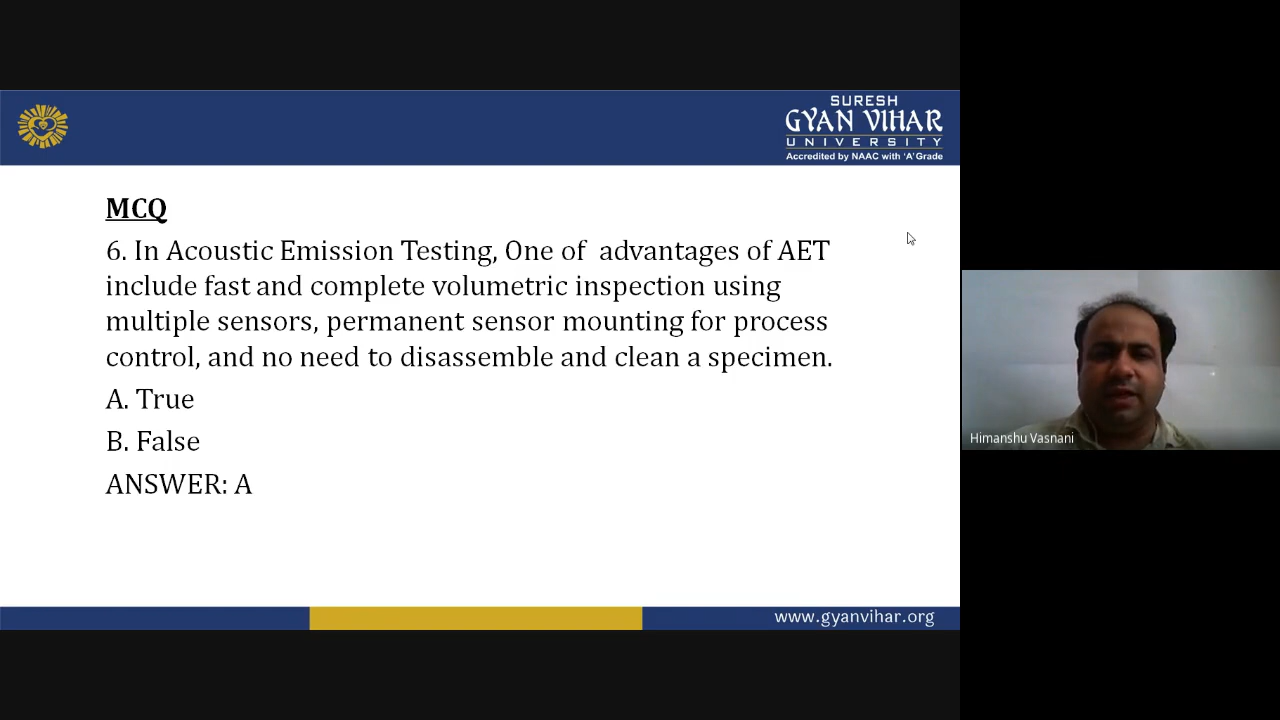 SURESH
GYAN VIHAR
UNIVERSITY
Accredited by NAAC with 'A' Grade
MCQ
6. In Acoustic Emission Testing, One of  advantages of AET
include fast and complete volumetric inspection using
multiple sensors, permanent sensor mounting for process
control, and no need to disassemble and clean a specimen.
A. True
B. False
ANSWER: A
Himanshu Vasnani
www.gyanvihar.org